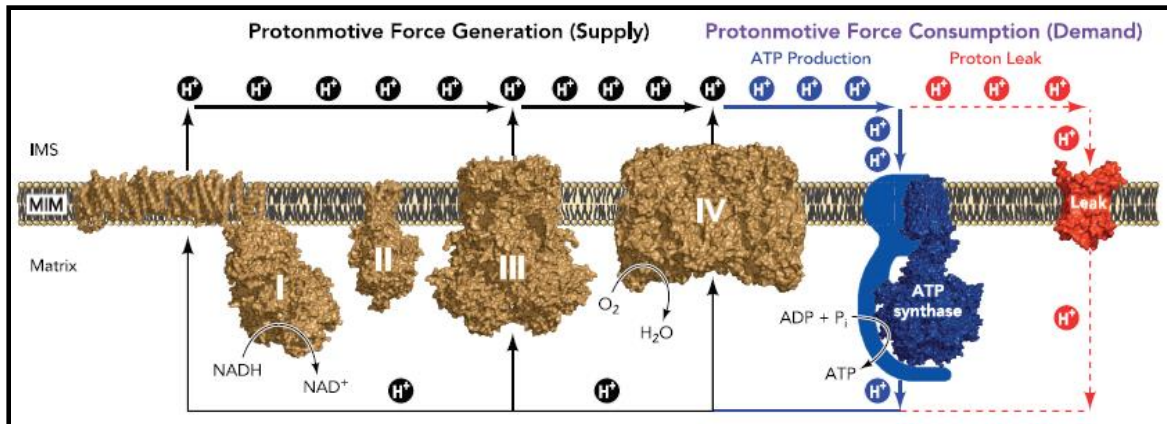 Protonmotive Force Generation (Supply)
Protonmotive Force Consumption (Demand)
ATP Production
Proton Leak
H⁺ H⁺ H⁺ H⁺ H⁺ H⁺ H⁺ H⁺ H⁺ H⁺ H⁺ H⁺ H⁺ H⁺ H⁺ H⁺
H⁺
H⁺
H⁺
IMS
MIM
Matrix
I
II
III
IV
Leak
ATP
synthase
O₂
H₂O
NADH
NAD⁺
ADP + Pᵢ
ATP
H⁺
H⁺
H⁺
H⁺